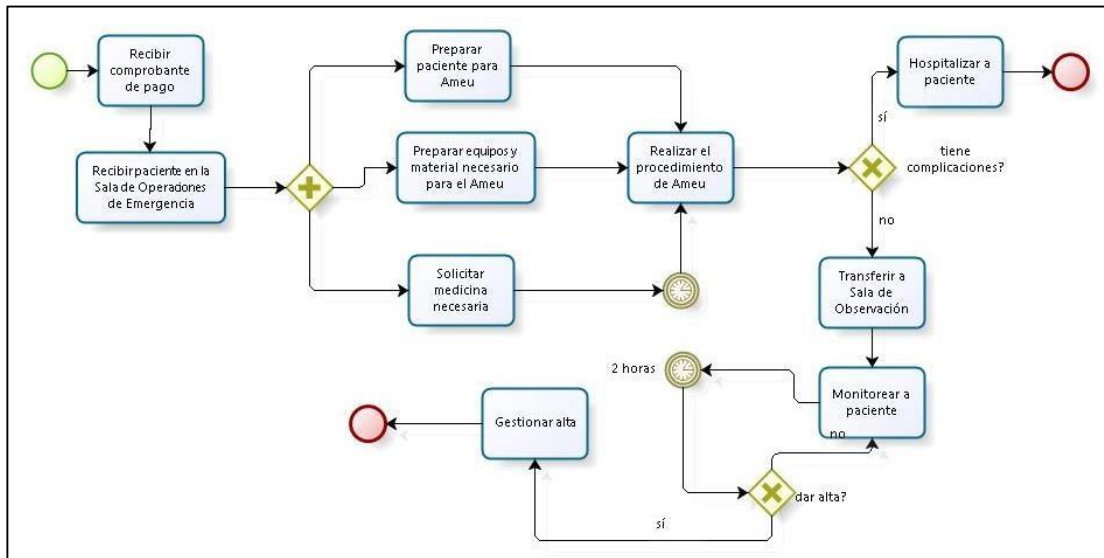 Recibir
comprobante
de pago
Recibir paciente en la
Sala de Operaciones
de Emergencia
Preparar
paciente para
Ameu
Preparar equipos y
material necesario
para el Ameu
Solicitar
medicina
necesaria
Realizar el
procedimiento
de Ameu
Hospitalizar a
paciente
sí
tiene
complicaciones?
no
Transferir a
Sala de
Observación
Monitorear a
paciente
2 horas
no
dar alta?
sí
Gestionar alta